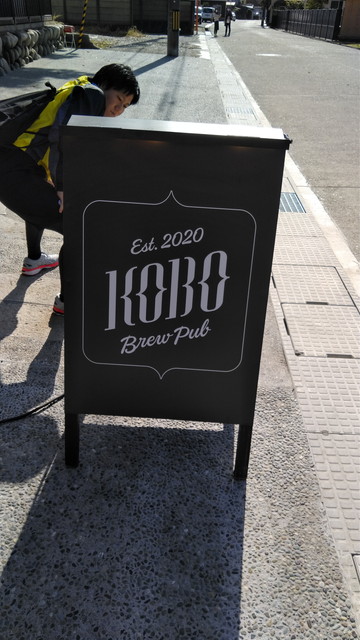 Est. 2020
KOBO
Brew Pub